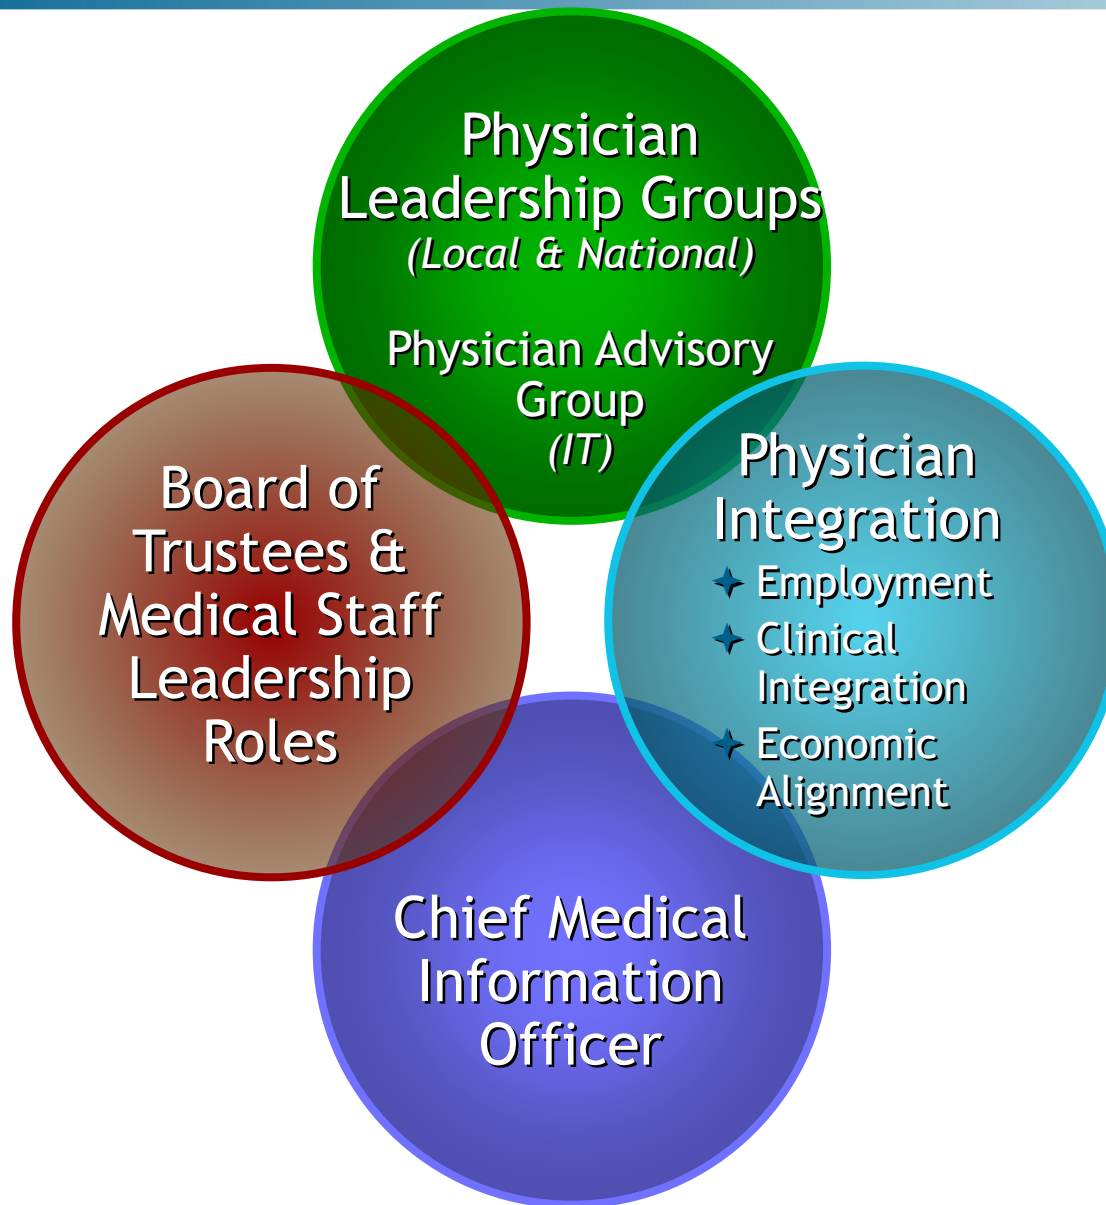 Physician
Leadership Groups
(Local & National)
Physician Advisory
Group
(IT)
Board of
Trustees &
Medical Staff
Leadership
Roles
Physician
Integration
Employment
Clinical
Integration
Economic
Alignment
Chief Medical
Information
Officer